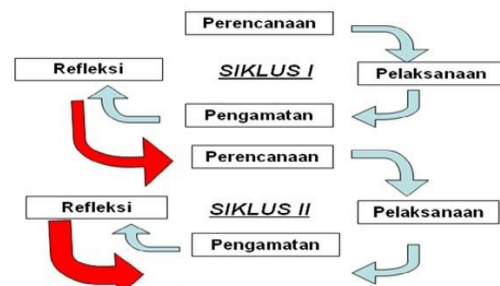 Perencanaan
Refleksi
SIKLUS I
Pelaksanaan
Pengamatan
Perencanaan
Refleksi
SIKLUS II
Pelaksanaan
Pengamatan